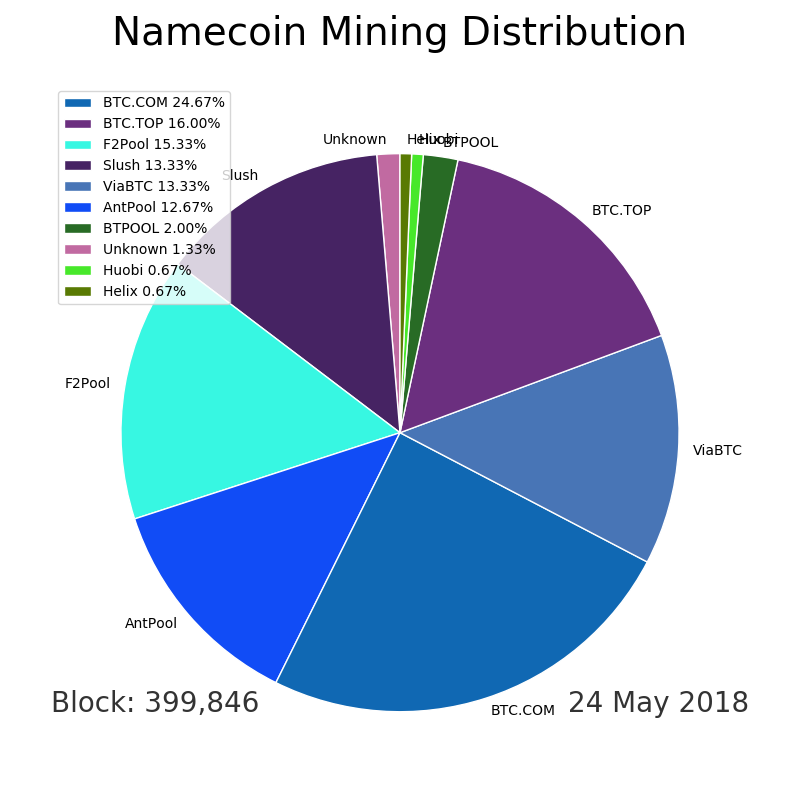 Namecoin Mining Distribution
BTC.COM 24.67%
BTC.TOP 16.00%
F2Pool 15.33%
Slush 13.33%
ViaBTC 13.33%
AntPool 12.67%
BTPOOL 2.00%
Unknown 1.33%
Huobi 0.67%
Helix 0.67%
Unknown
Helix
Huobi
BTPOOL
Slush
BTC.TOP
F2Pool
ViaBTC
AntPool
BTC.COM
Block: 399,846
24 May 2018